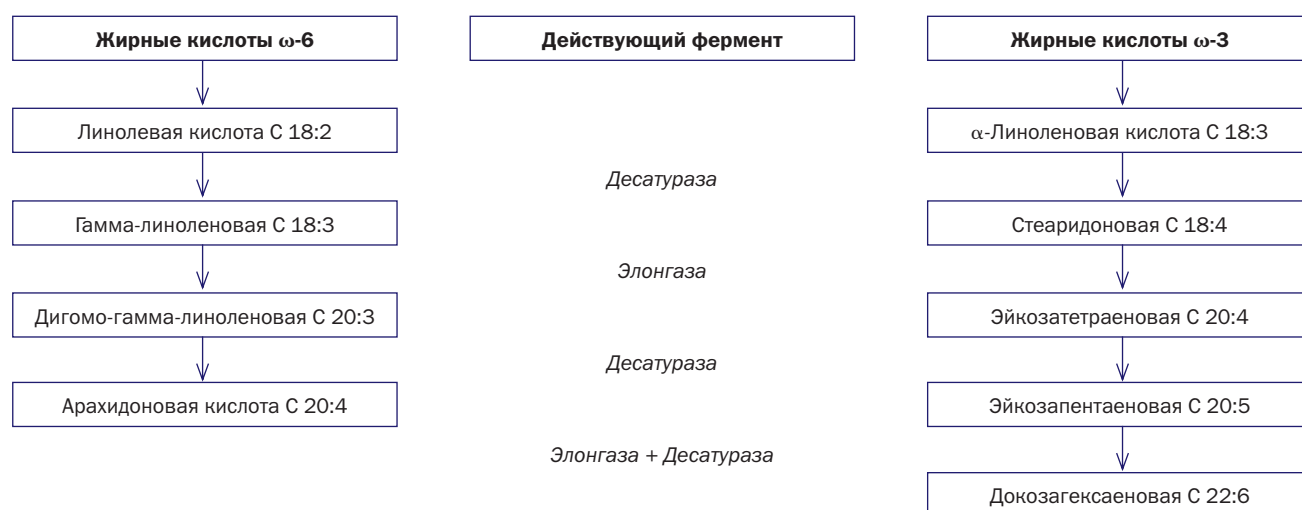 Жирные кислоты ω-6
Действующий фермент
Жирные кислоты ω-3
Линолевая кислота С 18:2
α-Линоленовая кислота С 18:3
Десатураза
Гамма-линоленовая С 18:3
Стеаридоновая С 18:4
Элонгаза
Дигомо-гамма-линоленовая С 20:3
Эйкозатетраеновая С 20:4
Десатураза
Арахидоновая кислота С 20:4
Эйкозапентаеновая С 20:5
Элонгаза + Десатураза
Докозагексаеновая С 22:6